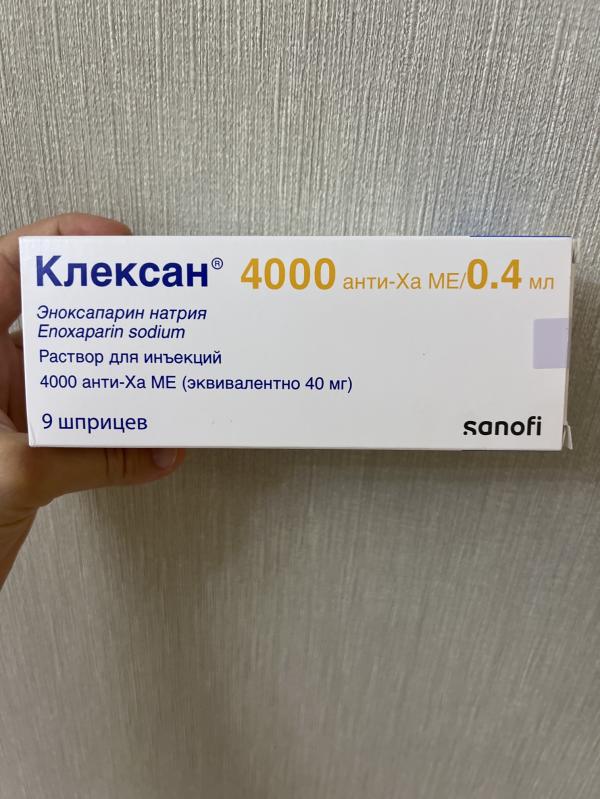 Клексан® 4000 анти-Ха МЕ/0.4 мл
Эноксапарин натрия
Enoxaparin sodium
Раствор для инъекций
4000 анти-Ха МЕ (эквивалентно 40 мг)
9 шприцев
sanofi